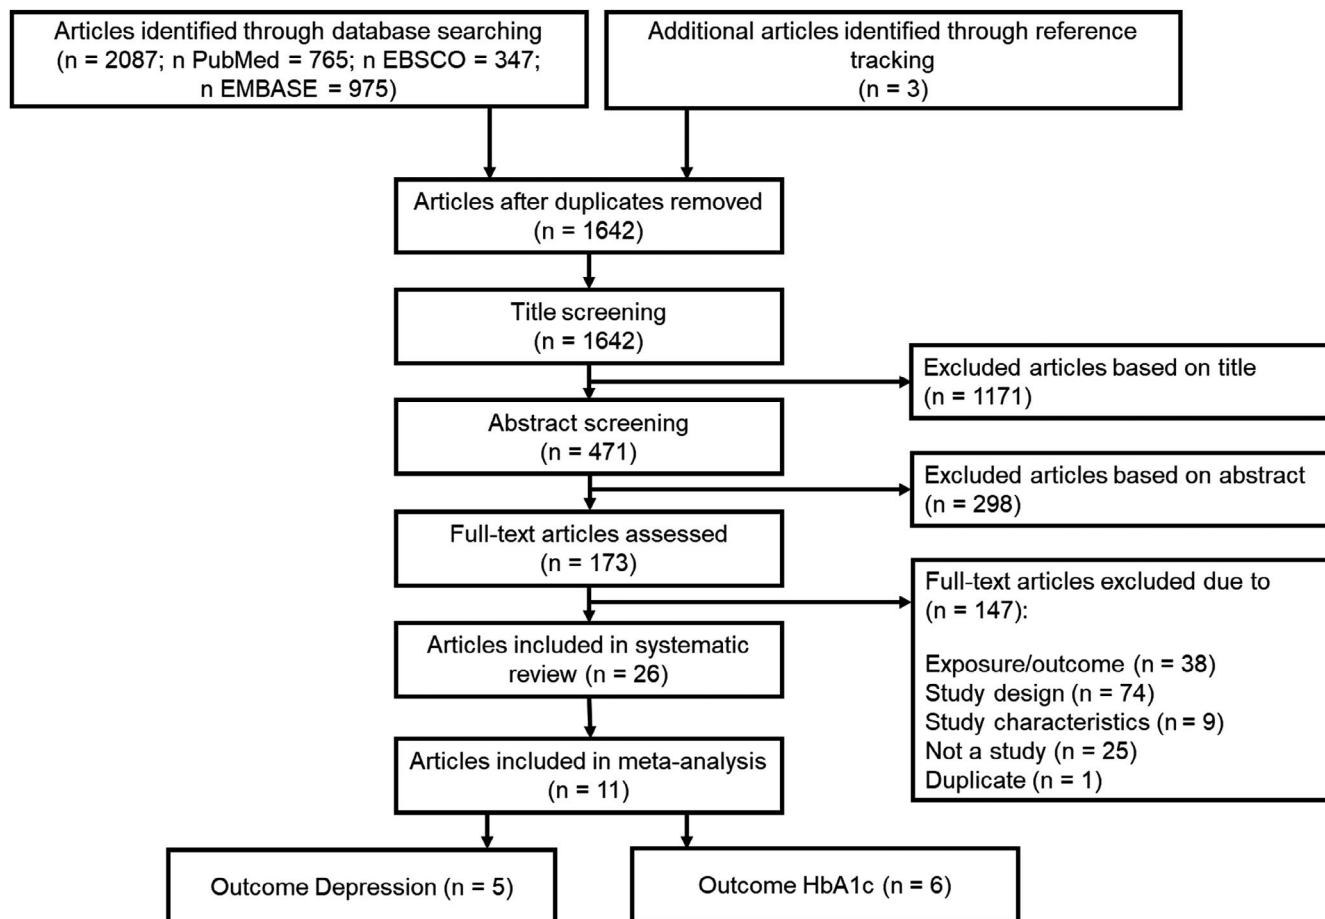 Articles identified through database searching
(n = 2087; n PubMed = 765; n EBSCO = 347;
n EMBASE = 975)
Additional articles identified through reference
tracking
(n = 3)
Articles after duplicates removed
(n = 1642)
Title screening
(n = 1642)
Excluded articles based on title
(n = 1171)
Abstract screening
(n = 471)
Excluded articles based on abstract
(n = 298)
Full-text articles assessed
(n = 173)
Full-text articles excluded due to
(n = 147):
Exposure/outcome (n = 38)
Study design (n = 74)
Study characteristics (n = 9)
Not a study (n = 25)
Duplicate (n = 1)
Articles included in systematic
review (n = 26)
Articles included in meta-analysis
(n = 11)
Outcome Depression (n = 5)
Outcome HbA1c (n = 6)